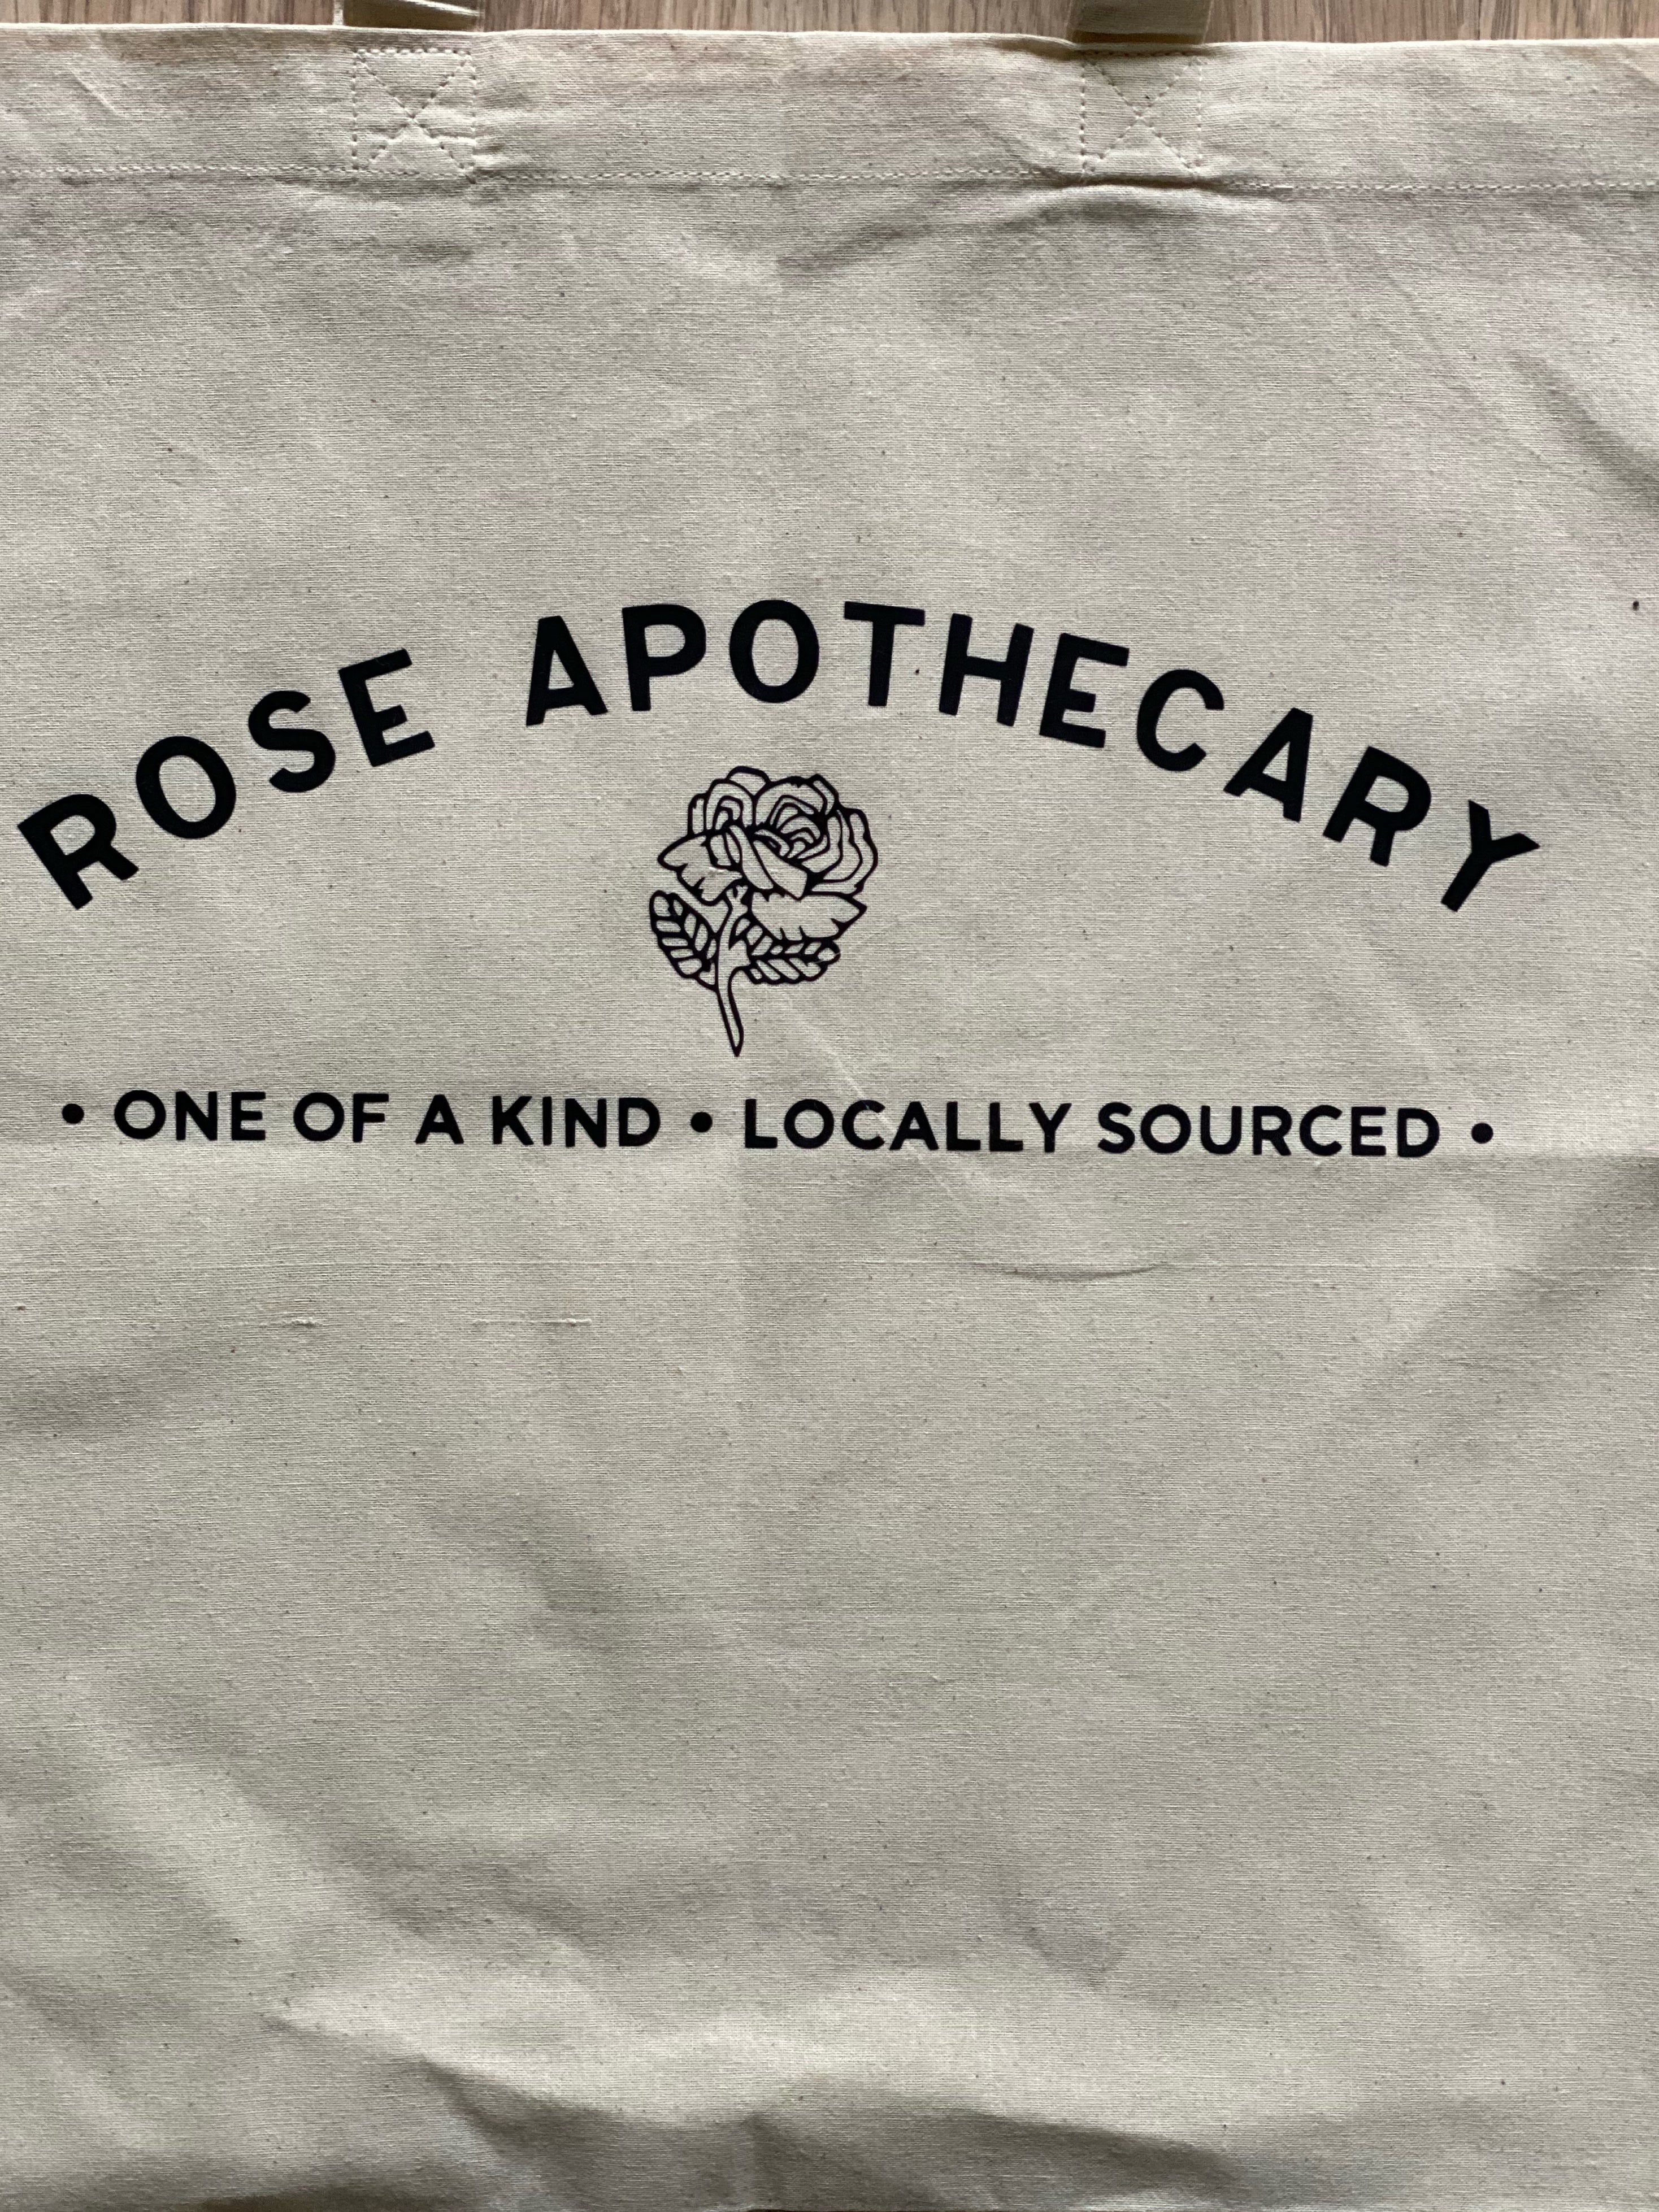 ROSE APOTHECARY
• ONE OF A KIND • LOCALLY SOURCED •